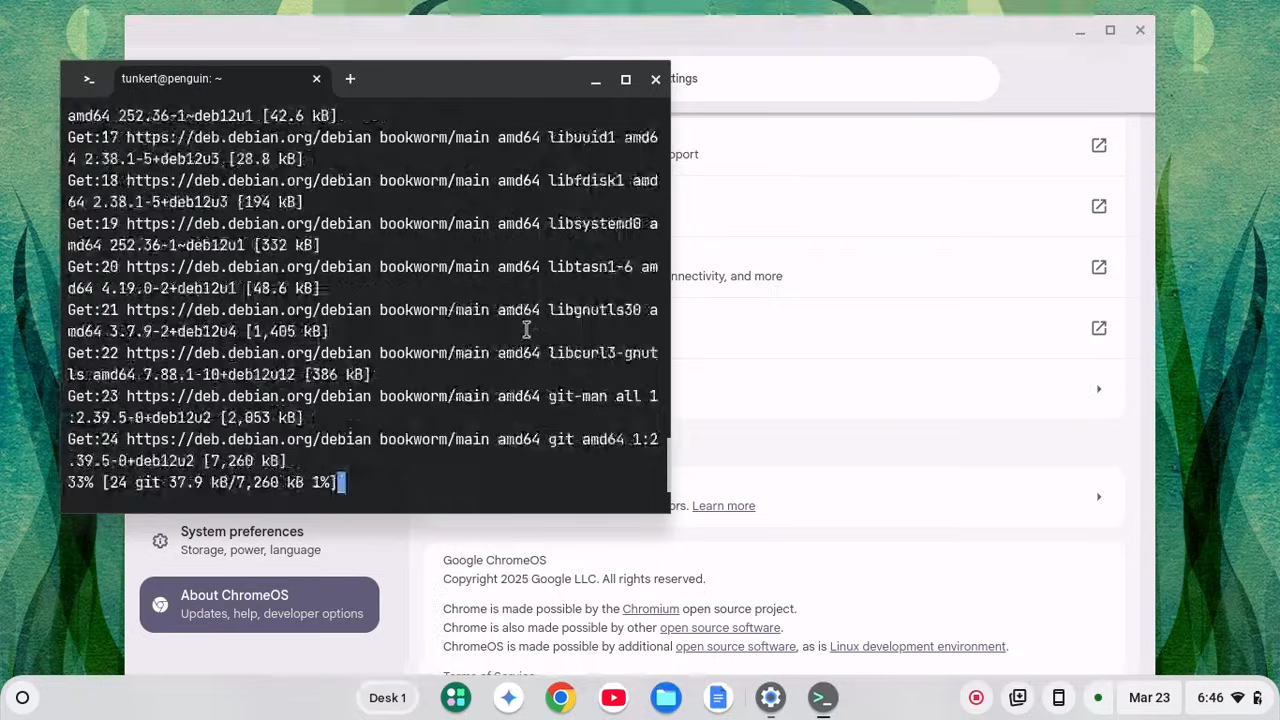 tunkert@penguin: ~
ttings
amd64 252.36-1~deb12u1 [42.6 kB]
Get:17 https://deb.debian.org/debian bookworm/main amd64 libuuid1 amd6
4 2.38.1-5+deb12u3 [28.8 kB]
Get:18 https://deb.debian.org/debian bookworm/main amd64 libfdisk1 amd
64 2.38.1-5+deb12u3 [194 kB]
Get:19 https://deb.debian.org/debian bookworm/main amd64 libsystemd0 a
md64 252.36-1~deb12u1 [332 kB]
Get:20 https://deb.debian.org/debian bookworm/main amd64 libtasn1-6 am
d64 4.19.0-2+deb12u1 [48.6 kB]
Get:21 https://deb.debian.org/debian bookworm/main amd64 libgnutls30 a
md64 3.7.9-2+deb12u4 [1,405 kB]
Get:22 https://deb.debian.org/debian bookworm/main amd64 libcurl3-gnut
ls amd64 7.88.1-10+deb12u12 [386 kB]
Get:23 https://deb.debian.org/debian bookworm/main amd64 git-man all 1
:2.39.5-0+deb12u2 [2,053 kB]
Get:24 https://deb.debian.org/debian bookworm/main amd64 git amd64 1:2
.39.5-0+deb12u2 [7,260 kB]
33% [24 git 37.9 kB/7,260 kB 1%]
pport
nnectivity, and more
rs. Learn more
System preferences
Storage, power, language
About ChromeOS
Updates, help, developer options
Google ChromeOS
Copyright 2025 Google LLC. All rights reserved.
Chrome is made possible by the Chromium open source project.
Chrome is also made possible by other open source software.
ChromeOS is made possible by additional open source software, as is Linux development environment.
Terms of Service
Desk 1
Mar 23
6:46